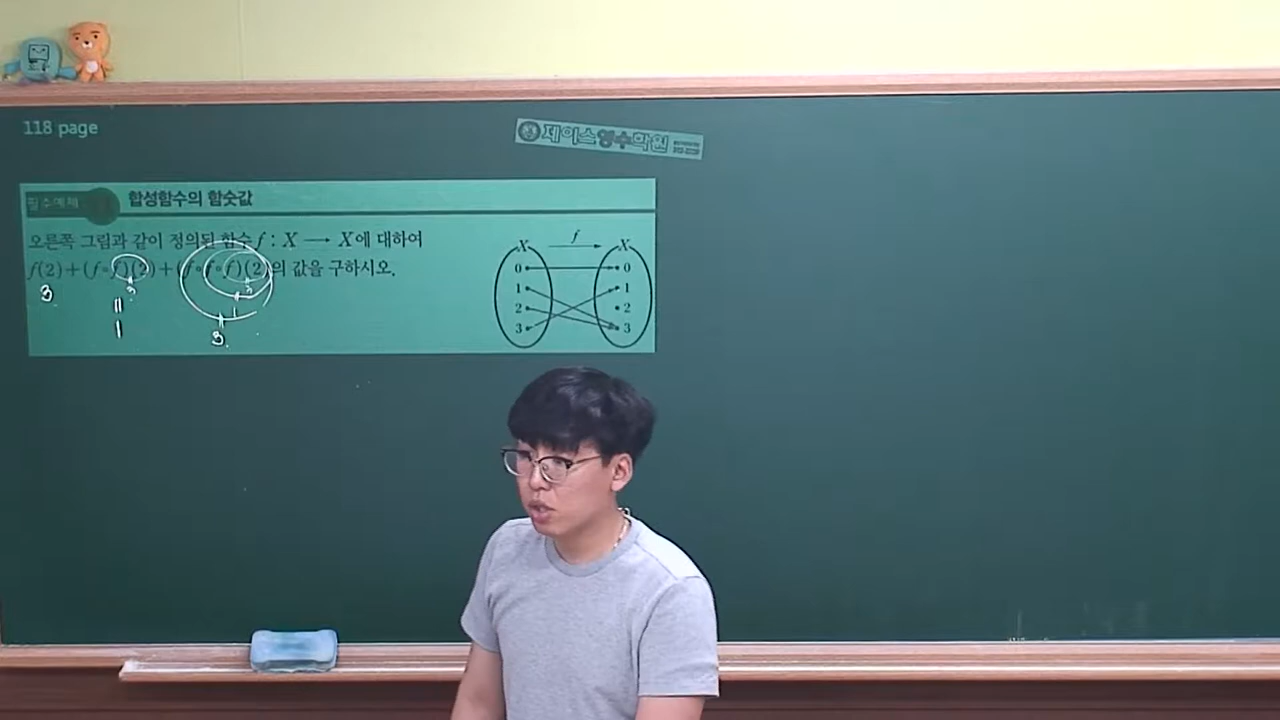 118 page
제이스영수학원
필수예제
합성함수의 함숫값
오른쪽 그림과 같이 정의된 함수 f : X → X에 대하여
f(2)+(f∘f)(2)+(f∘f∘f)(2)의 값을 구하시오.
3 3 3
1 1
3
f
X X
0 0
1 1
2 2
3 3